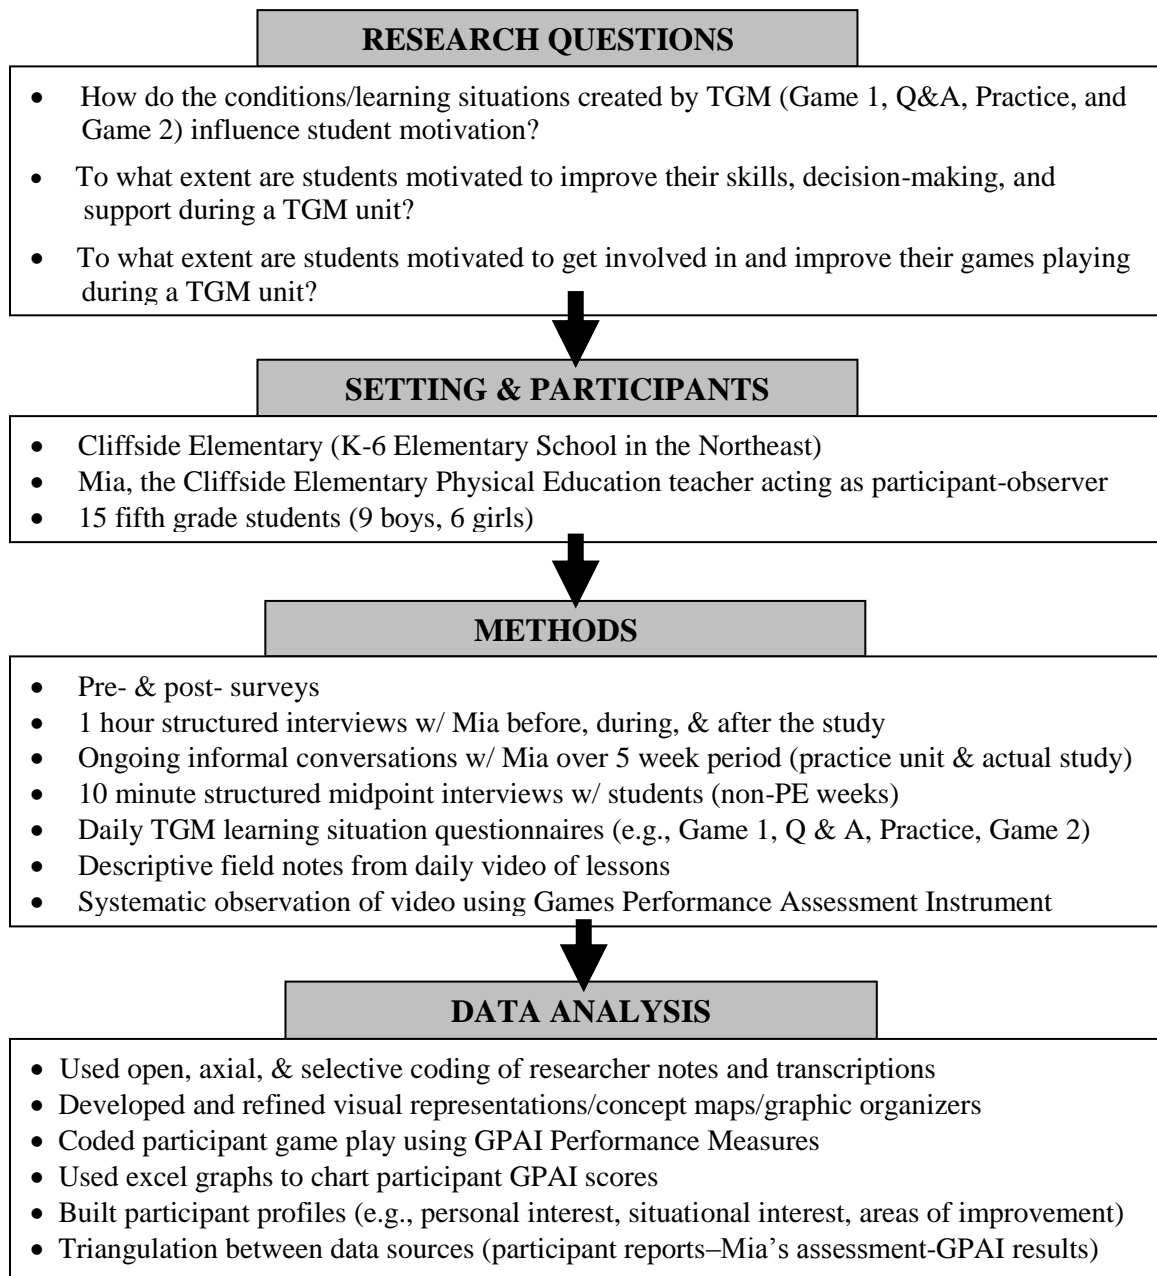 RESEARCH QUESTIONS
• How do the conditions/learning situations created by TGM (Game 1, Q&A, Practice, and
Game 2) influence student motivation?
• To what extent are students motivated to improve their skills, decision-making, and
support during a TGM unit?
• To what extent are students motivated to get involved in and improve their games playing
during a TGM unit?
SETTING & PARTICIPANTS
• Cliffside Elementary (K-6 Elementary School in the Northeast)
• Mia, the Cliffside Elementary Physical Education teacher acting as participant-observer
• 15 fifth grade students (9 boys, 6 girls)
METHODS
• Pre- & post- surveys
• 1 hour structured interviews w/ Mia before, during, & after the study
• Ongoing informal conversations w/ Mia over 5 week period (practice unit & actual study)
• 10 minute structured midpoint interviews w/ students (non-PE weeks)
• Daily TGM learning situation questionnaires (e.g., Game 1, Q & A, Practice, Game 2)
• Descriptive field notes from daily video of lessons
• Systematic observation of video using Games Performance Assessment Instrument
DATA ANALYSIS
• Used open, axial, & selective coding of researcher notes and transcriptions
• Developed and refined visual representations/concept maps/graphic organizers
• Coded participant game play using GPAI Performance Measures
• Used excel graphs to chart participant GPAI scores
• Built participant profiles (e.g., personal interest, situational interest, areas of improvement)
• Triangulation between data sources (participant reports–Mia’s assessment-GPAI results)